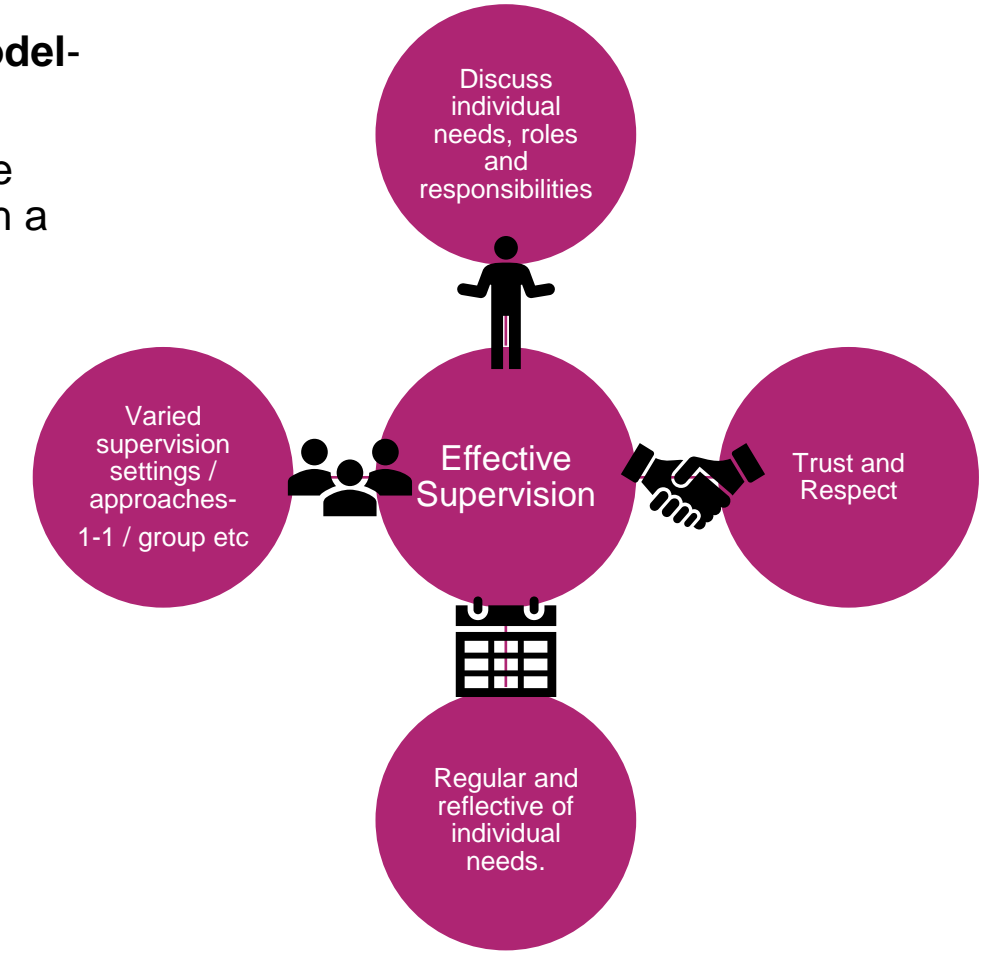 odel-
e
n a
Discuss
individual
needs, roles
and
responsibilities
Varied
supervision
settings /
approaches-
1-1 / group etc
Effective
Supervision
Trust and
Respect
Regular and
reflective of
individual
needs.